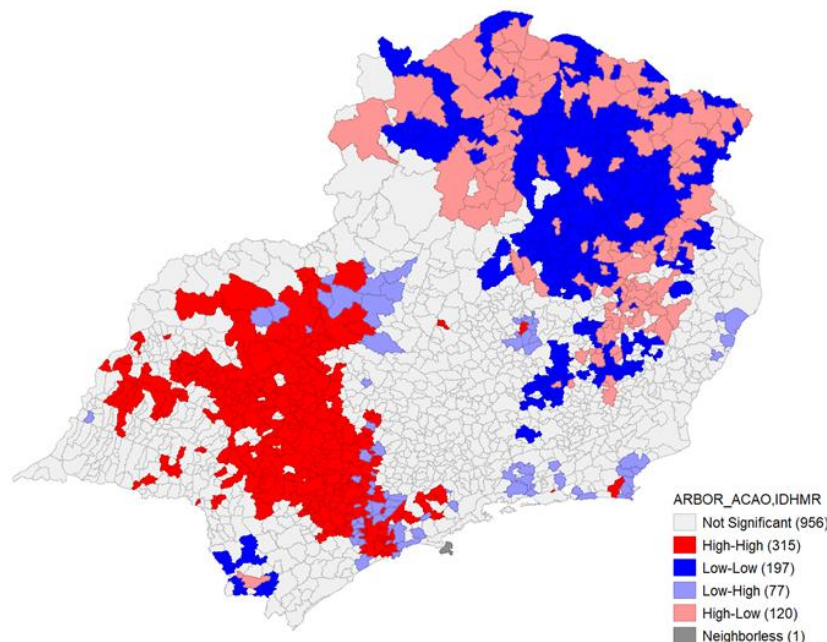 ARBOR_ACAO,IDHMR
Not Significant (956)
High-High (315)
Low-Low (197)
Low-High (77)
High-Low (120)
Neighborless (1)